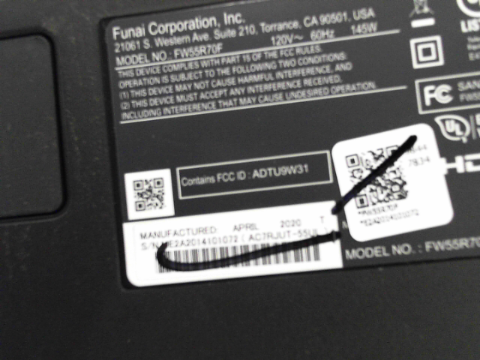 Funai Corporation, Inc.
21061 S. Western Ave. Suite 210, Torrance, CA 90501, USA
MODEL NO : FW55R70F 120V~ 60Hz 145W
THIS DEVICE COMPLIES WITH PART 15 OF THE FCC RULES.
OPERATION IS SUBJECT TO THE FOLLOWING TWO CONDITIONS:
(1) THIS DEVICE MAY NOT CAUSE HARMFUL INTERFERENCE, AND
(2) THIS DEVICE MUST ACCEPT ANY INTERFERENCE RECEIVED,
INCLUDING INTERFERENCE THAT MAY CAUSE UNDESIRED OPERATION.
FC
UL
Contains FCC ID : ADTU9W31
7834
MANUFACTURED: APRIL 2020
S/N
MODEL NO. : FW55R70